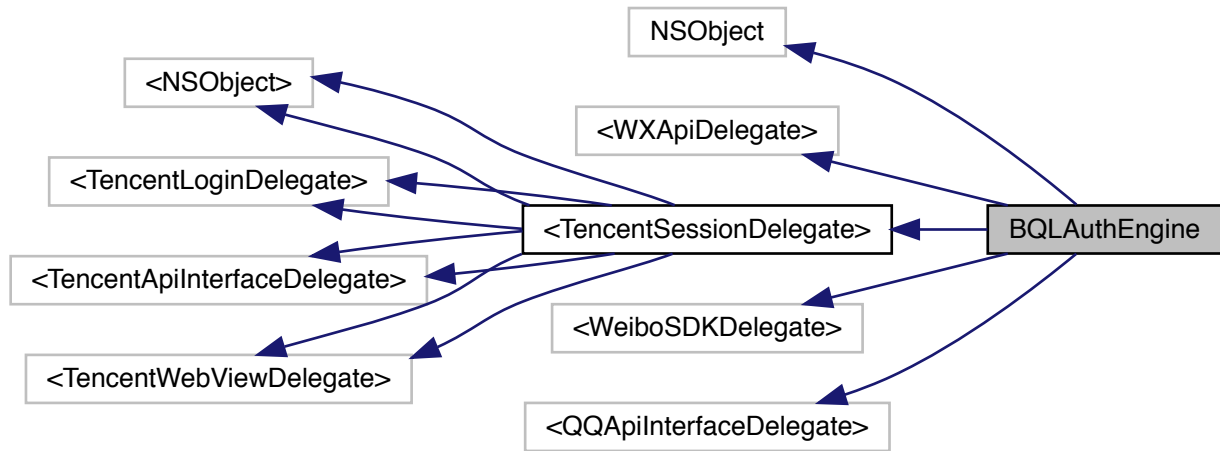 NSObject
<NSObject>
<WXApiDelegate>
<TencentLoginDelegate>
<TencentSessionDelegate>
BQLAuthEngine
<TencentApiInterfaceDelegate>
<WeiboSDKDelegate>
<TencentWebViewDelegate>
<QQApiInterfaceDelegate>